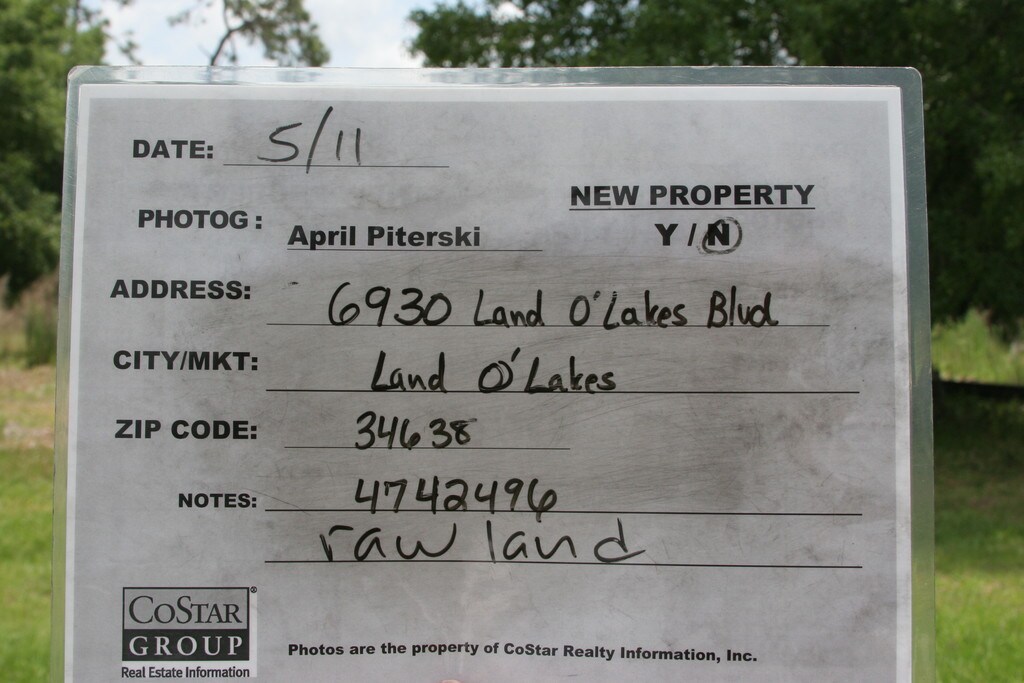 DATE: 5/11
NEW PROPERTY
PHOTOG: April Piterski Y / N
ADDRESS: 6930 Land O'Lakes Blvd
CITY/MKT: Land O'Lakes
ZIP CODE: 34638
NOTES: 4742496
raw land
COSTAR
GROUP
®
Real Estate Information
Photos are the property of CoStar Realty Information, Inc.